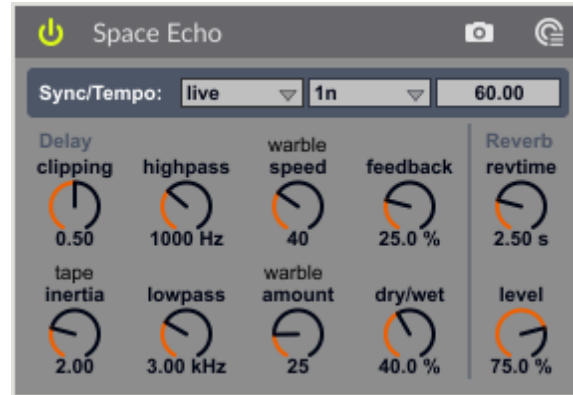 Space Echo
Sync/Tempo: live 1n 60.00
Delay Reverb
clipping highpass warble speed feedback revtime
0.50 1000 Hz 40 25.0 % 2.50 s
tape inertia lowpass warble amount dry/wet level
2.00 3.00 kHz 25 40.0 % 75.0 %